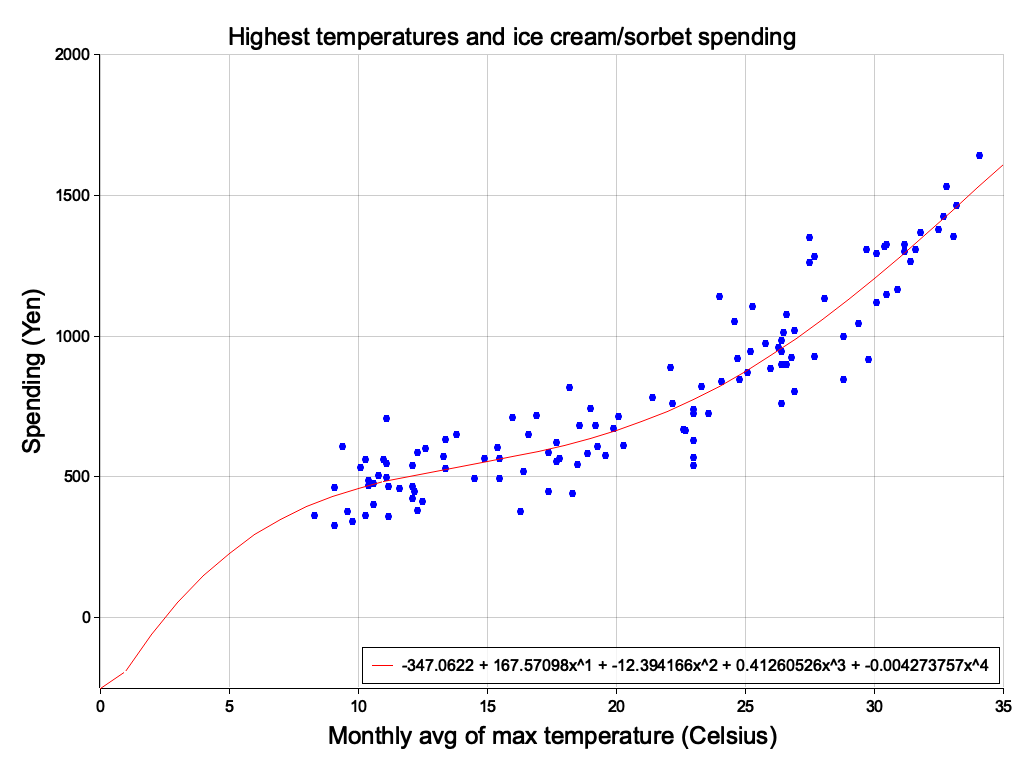 Highest temperatures and ice cream/sorbet spending
2000
1500
1000
500
0
Spending (Yen)
-347.0622 + 167.57098x^1 + -12.394166x^2 + 0.41260526x^3 + -0.004273757x^4
0 5 10 15 20 25 30 35
Monthly avg of max temperature (Celsius)